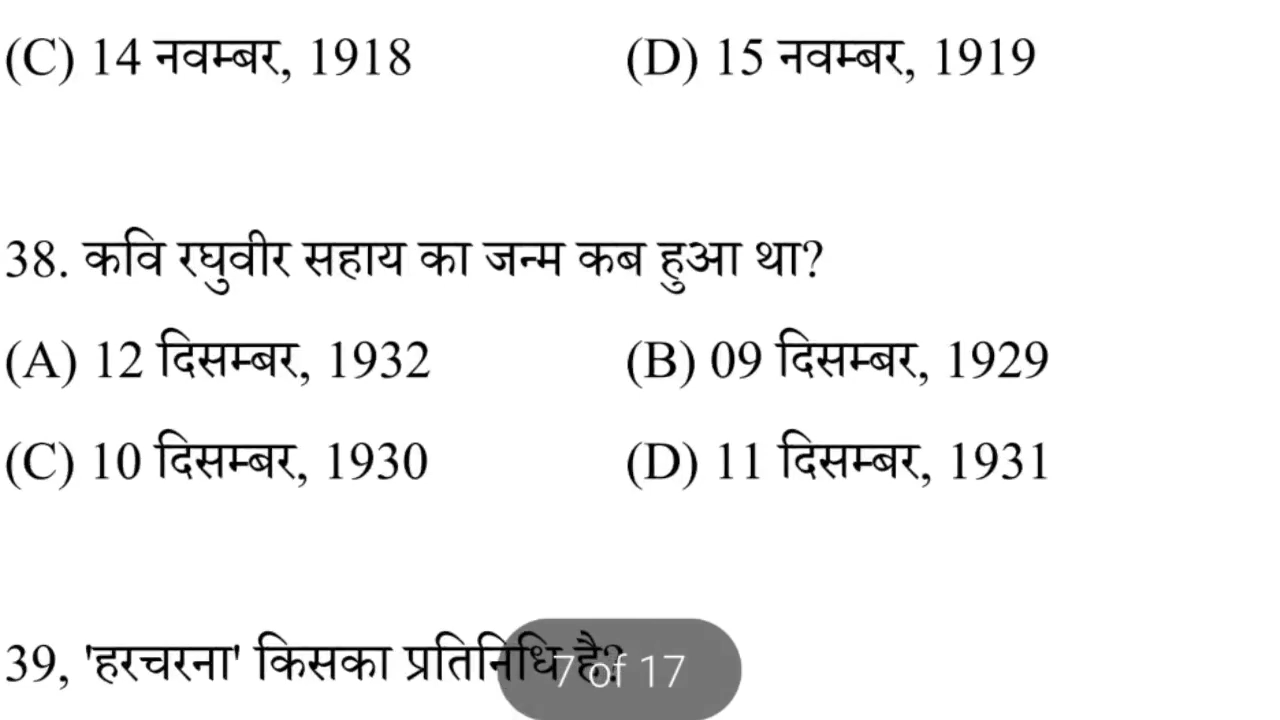 (C) 14 नवम्बर, 1918 (D) 15 नवम्बर, 1919
38. कवि रघुवीर सहाय का जन्म कब हुआ था?
(A) 12 दिसम्बर, 1932 (B) 09 दिसम्बर, 1929
(C) 10 दिसम्बर, 1930 (D) 11 दिसम्बर, 1931
39, 'हरचरना' किसका प्रतिनिधि है?
7 of 17